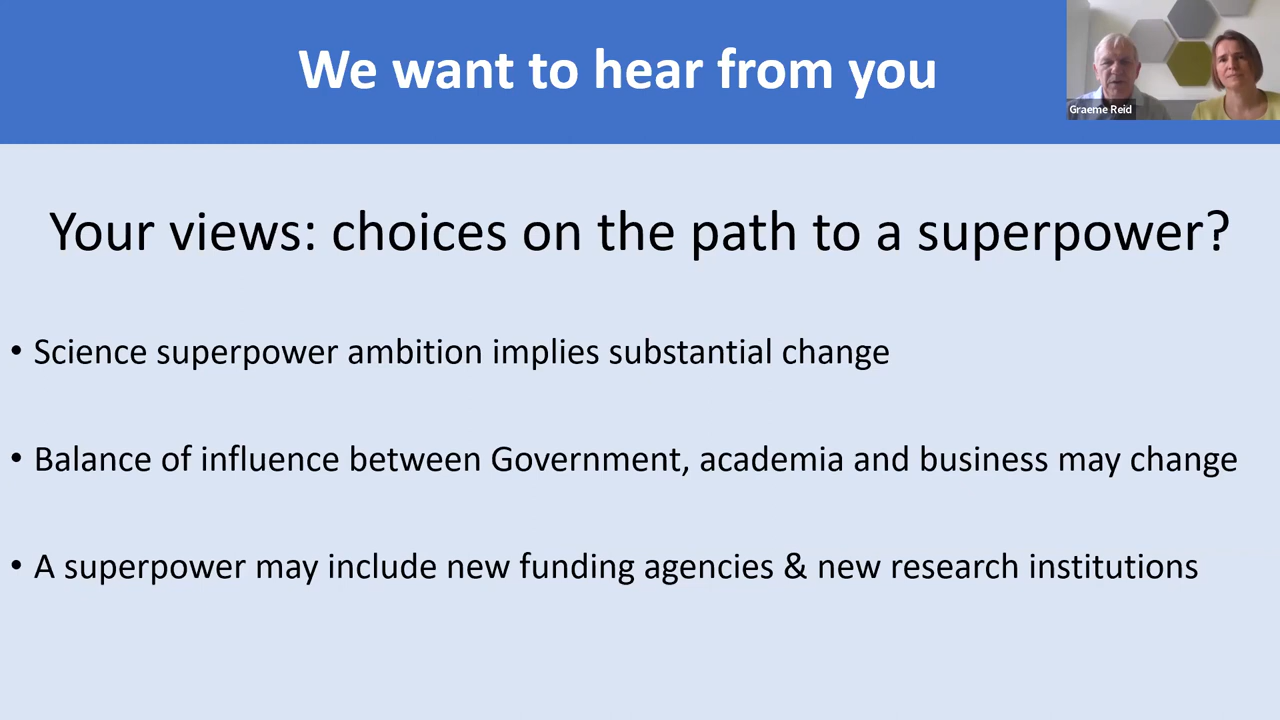 We want to hear from you
Graeme Reid
Your views: choices on the path to a superpower?
• Science superpower ambition implies substantial change
• Balance of influence between Government, academia and business may change
• A superpower may include new funding agencies & new research institutions